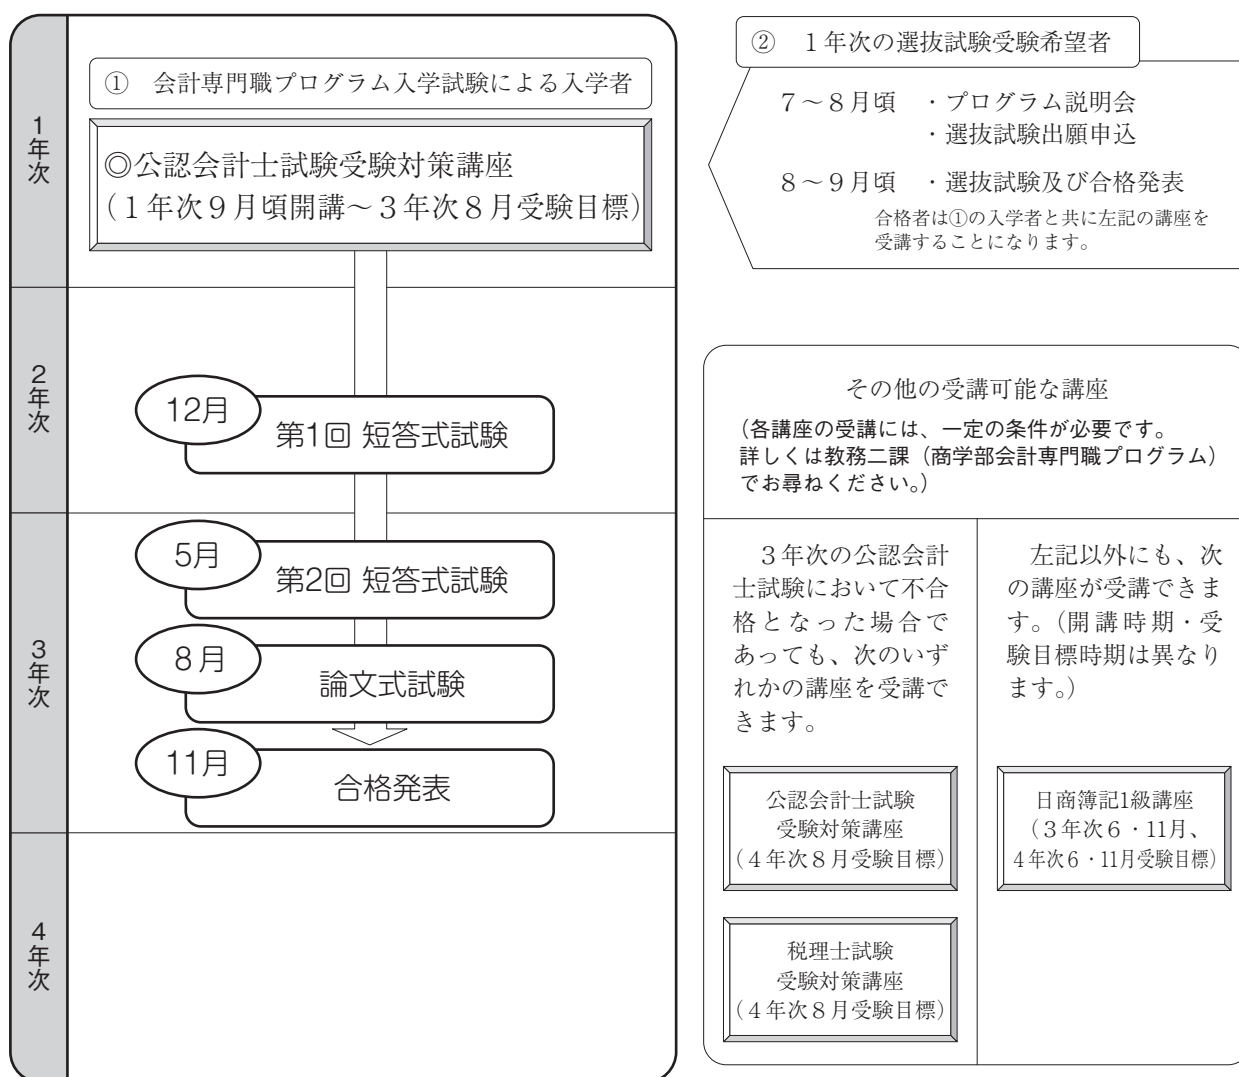 1年次
① 会計専門職プログラム入学試験による入学者
◎公認会計士試験受験対策講座
(1年次9月頃開講～3年次8月受験目標)
② 1年次の選抜試験受験希望者
7～8月頃 ・プログラム説明会
・選抜試験出願申込
8～9月頃 ・選抜試験及び合格発表
合格者は①の入学者と共に左記の講座を
受講することになります。
2年次
12月
第1回 短答式試験
3年次
5月
第2回 短答式試験
8月
論文式試験
11月
合格発表
4年次
その他の受講可能な講座
(各講座の受講には、一定の条件が必要です。
詳しくは教務二課（商学部会計専門職プログラム）
でお尋ねください。)
3年次の公認会計
士試験において不合
格となった場合で
あっても、次のいず
れかの講座を受講で
きます。
公認会計士試験
受験対策講座
(4年次8月受験目標)
税理士試験
受験対策講座
(4年次8月受験目標)
左記以外にも、次
の講座が受講できま
す。(開講時期・受
験目標時期は異なり
ます。)
日商簿記1級講座
(3年次6・11月、
4年次6・11月受験目標)